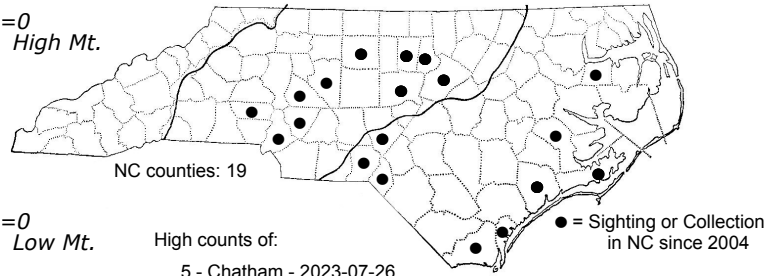 =0
High Mt.
NC counties: 19
=0
Low Mt.
High counts of:
5 - Chatham - 2023-07-26
● = Sighting or Collection
in NC since 2004